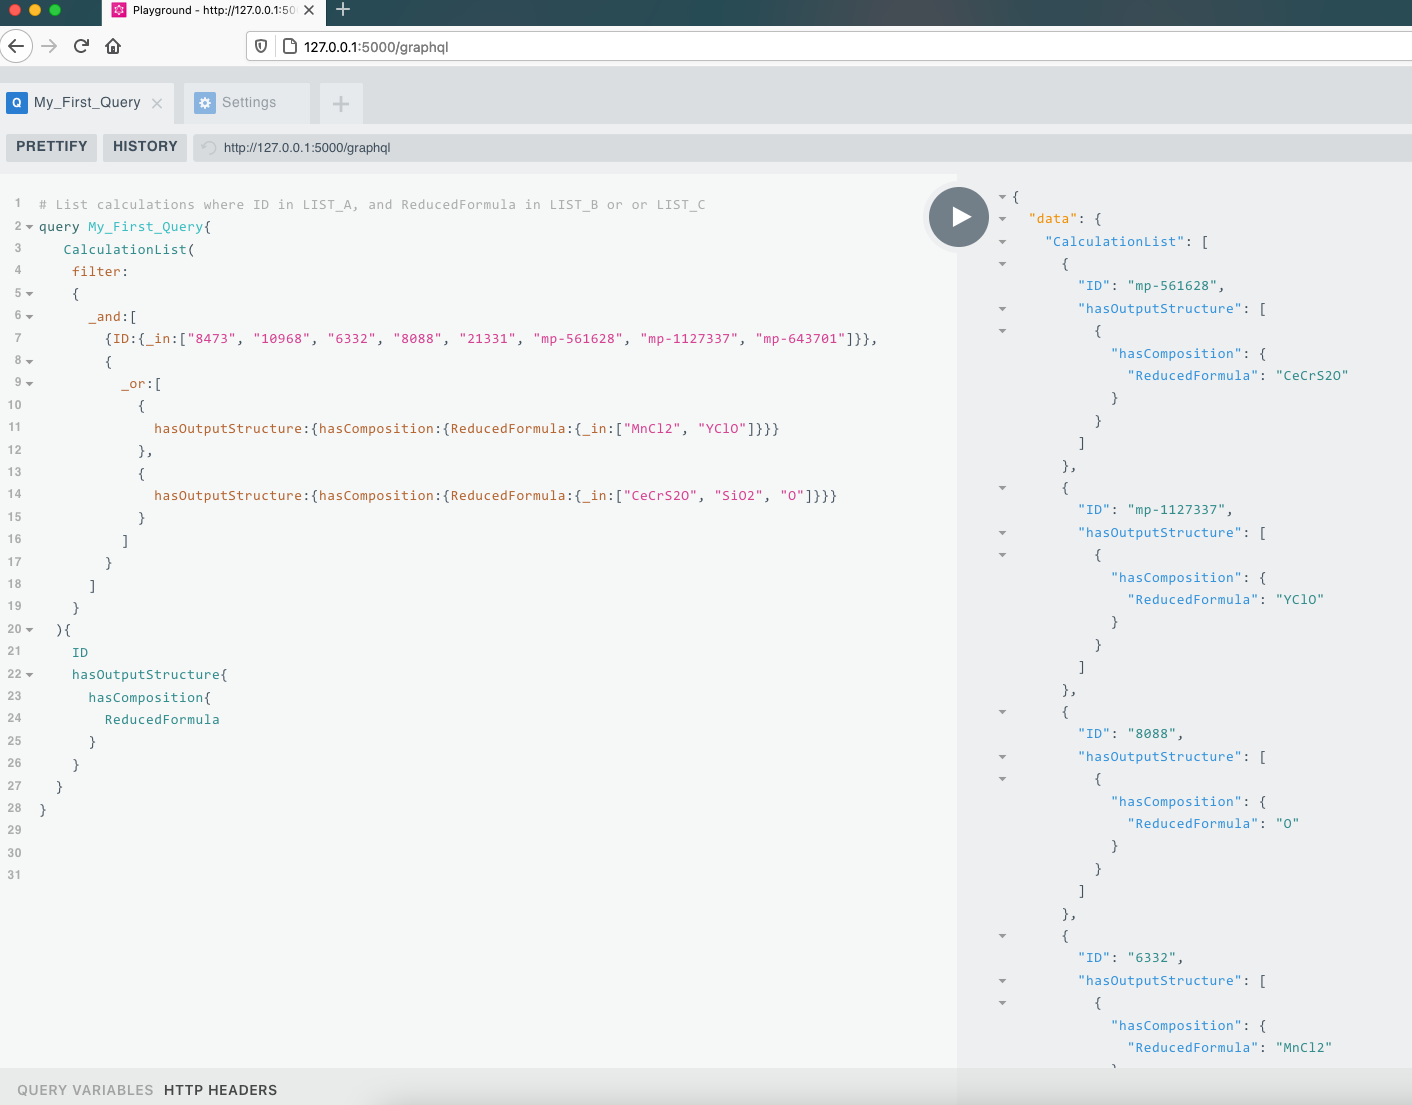 Playground - http://127.0.0.1:50
127.0.0.1:5000/graphql
Q My_First_Query
Settings
PRETTIFY HISTORY http://127.0.0.1:5000/graphql
1 # List calculations where ID in LIST_A, and ReducedFormula in LIST_B or or LIST_C
2 query My_First_Query{
3 CalculationList(
4 filter:
5 {
6 _and:[
7 {ID:{_in:["8473", "10968", "6332", "8088", "21331", "mp-561628", "mp-1127337", "mp-643701"]}},
8 {
9 _or:[
10 {
11 hasOutputStructure:{hasComposition:{ReducedFormula:{_in:["MnCl2", "YClO"]}}}
12 },
13 {
14 hasOutputStructure:{hasComposition:{ReducedFormula:{_in:["CeCrS2O", "SiO2", "O"]}}}
15 }
16 ]
17 }
18 ]
19 }
20 ){
21 ID
22 hasOutputStructure{
23 hasComposition{
24 ReducedFormula
25 }
26 }
27 }
28 }
29
30
31
{
"data": {
"CalculationList": [
{
"ID": "mp-561628",
"hasOutputStructure": [
{
"hasComposition": {
"ReducedFormula": "CeCrS2O"
}
}
]
},
{
"ID": "mp-1127337",
"hasOutputStructure": [
{
"hasComposition": {
"ReducedFormula": "YClO"
}
}
]
},
{
"ID": "8088",
"hasOutputStructure": [
{
"hasComposition": {
"ReducedFormula": "O"
}
}
]
},
{
"ID": "6332",
"hasOutputStructure": [
{
"hasComposition": {
"ReducedFormula": "MnCl2"
}
QUERY VARIABLES HTTP HEADERS